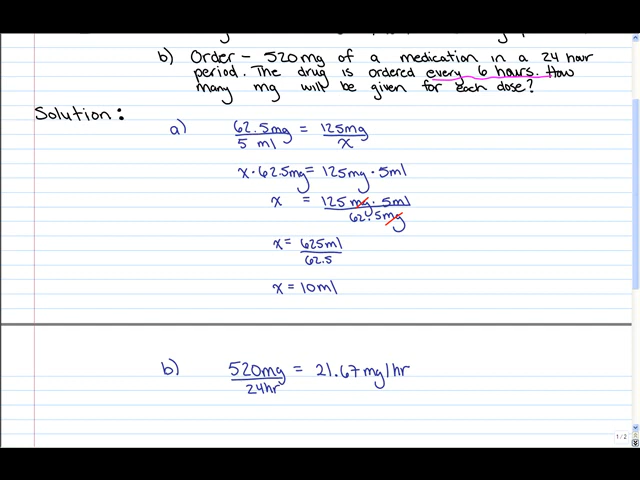 b) Order - 520mg of a medication in a 24 hour
period. The drug is ordered every 6 hours. How
many mg will be given for each dose?
Solution:
a) 62.5mg / 5 ml = 125mg / x
x · 62.5mg = 125mg · 5ml
x = 125 mg · 5ml / 62.5mg
x = 625ml / 62.5
x = 10ml
b) 520mg / 24hr = 21.67 mg/hr
1/2